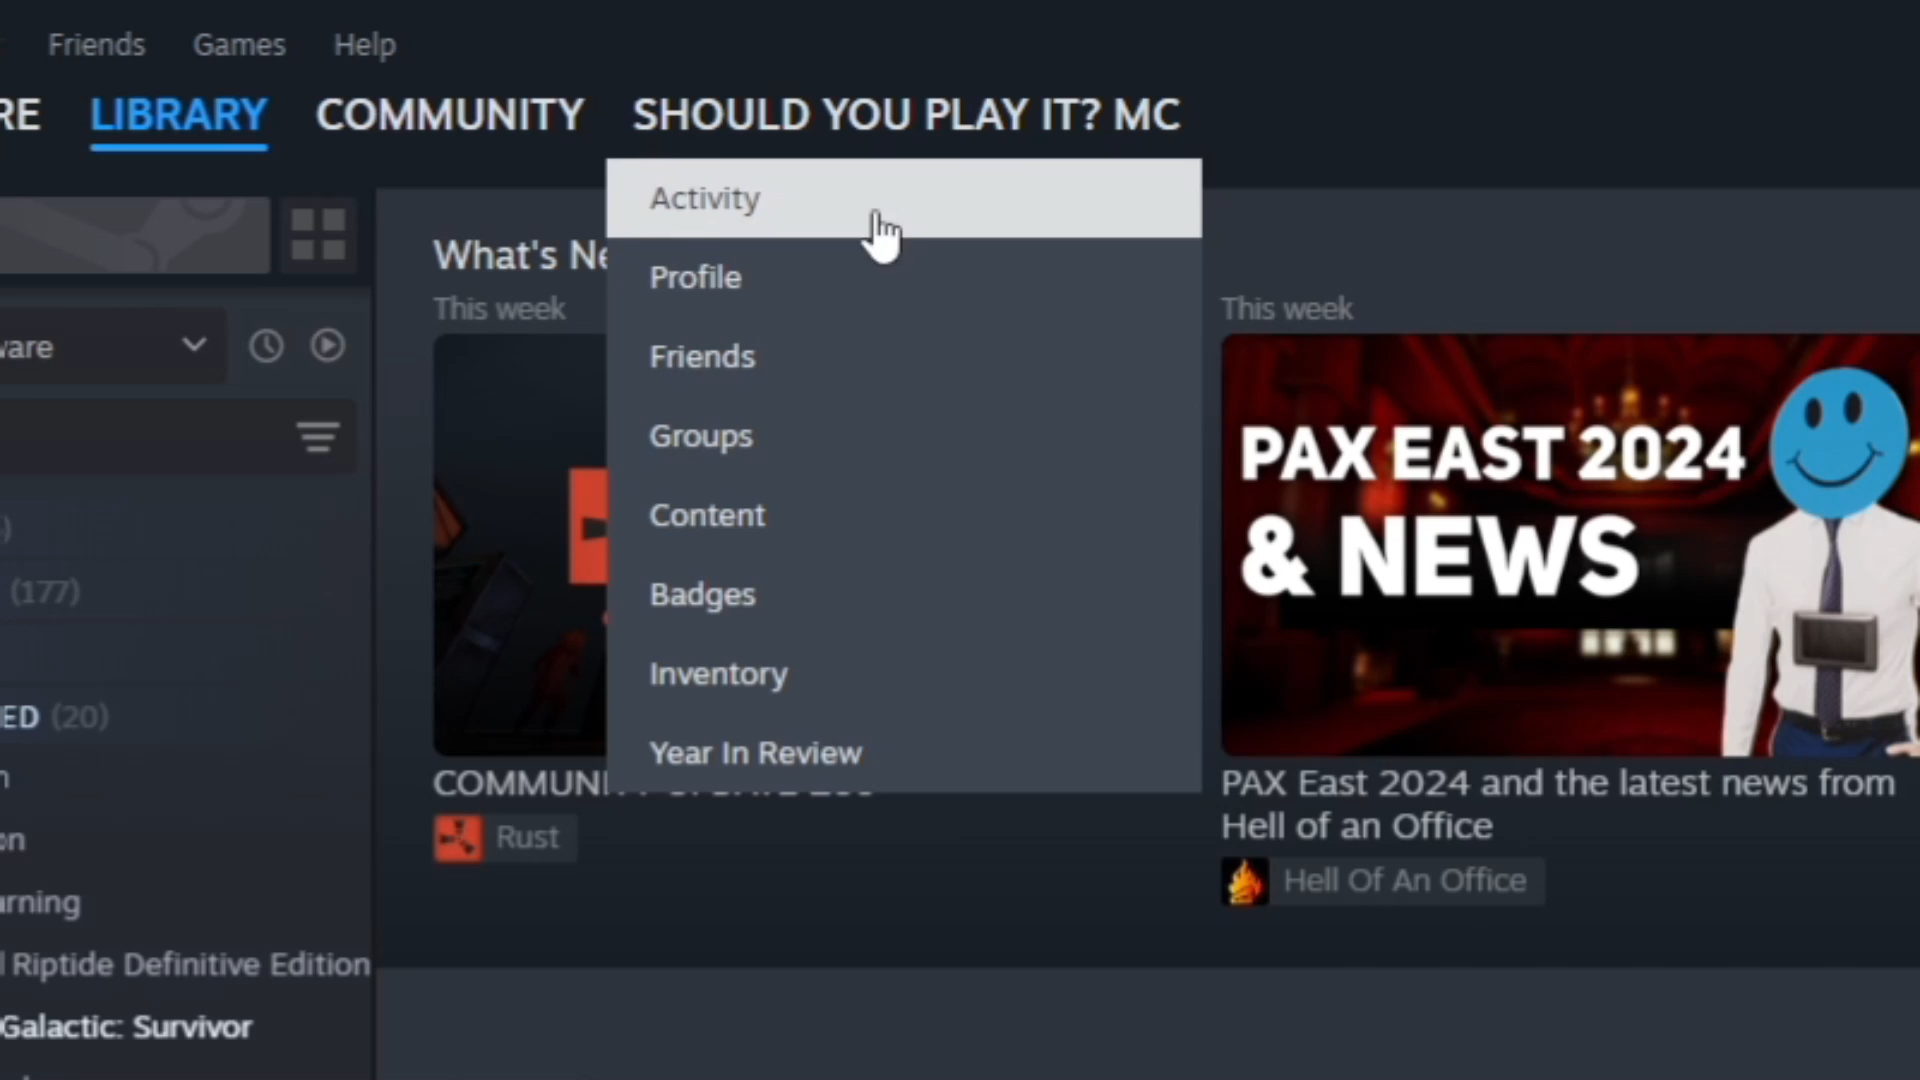 Friends Games Help
RE LIBRARY COMMUNITY SHOULD YOU PLAY IT? MC
Activity
What's Ne
Profile
This week
This week
ware
Friends
Groups
PAX EAST 2024
Content
& NEWS
(177)
Badges
Inventory
ED (20)
Year In Review
COMMUNI
PAX East 2024 and the latest news from
Hell of an Office
Rust
on
Hell Of An Office
arning
Riptide Definitive Edition
Galactic: Survivor